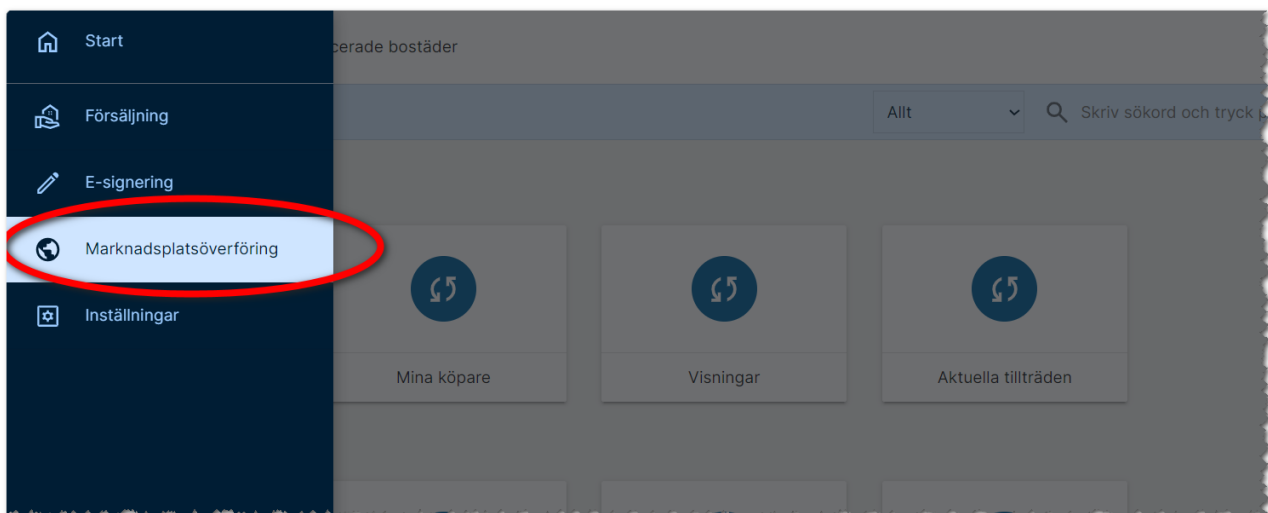 Start
cerade bostäder
Försäljning
Allt
Skriv sökord och tryck
E-signering
Marknadsplatsöverföring
Inställningar
Mina köpare
Visningar
Aktuella tillträden